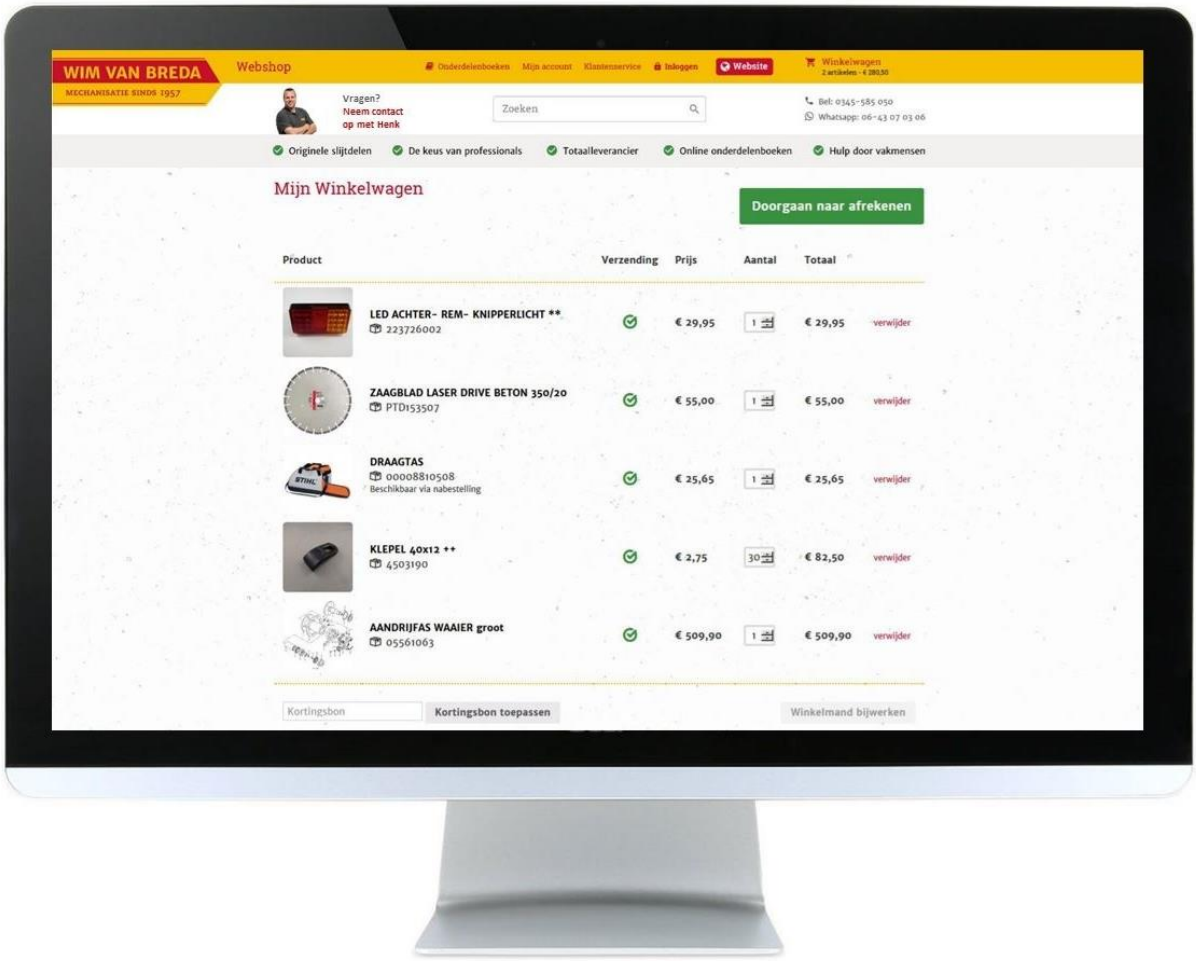 WIM VAN BREDA
MECHANISATIE SINDS 1957
Webshop
Onderdelenboeken Mijn account Klantenservice Inloggen Website
Winkelwagen
2 artikelen - € 280,50
Vragen?
Neem contact
op met Henk
Zoeken
Bel: 0345-585 050
Whatsapp: 06-43 07 03 06
Originele slijtdelen De keus van professionals Totaalleverancier Online onderdelenboeken Hulp door vakmensen
Mijn Winkelwagen
Doorgaan naar afrekenen
Product Verzending Prijs Aantal Totaal
LED ACHTER- REM- KNIPPERLICHT **
223726002
€ 29,95 1 € 29,95 verwijder
ZAAGBLAD LASER DRIVE BETON 350/20
PTD153507
€ 55,00 1 € 55,00 verwijder
STIHL
DRAAGTAS
00008810508
Beschikbaar via nabestelling
€ 25,65 1 € 25,65 verwijder
KLEPEL 40x12 ++
4503190
€ 2,75 30 € 82,50 verwijder
AANDRIJFAS WAAIER groot
05561063
€ 509,90 1 € 509,90 verwijder
Kortingsbon Kortingsbon toepassen Winkelmand bijwerken